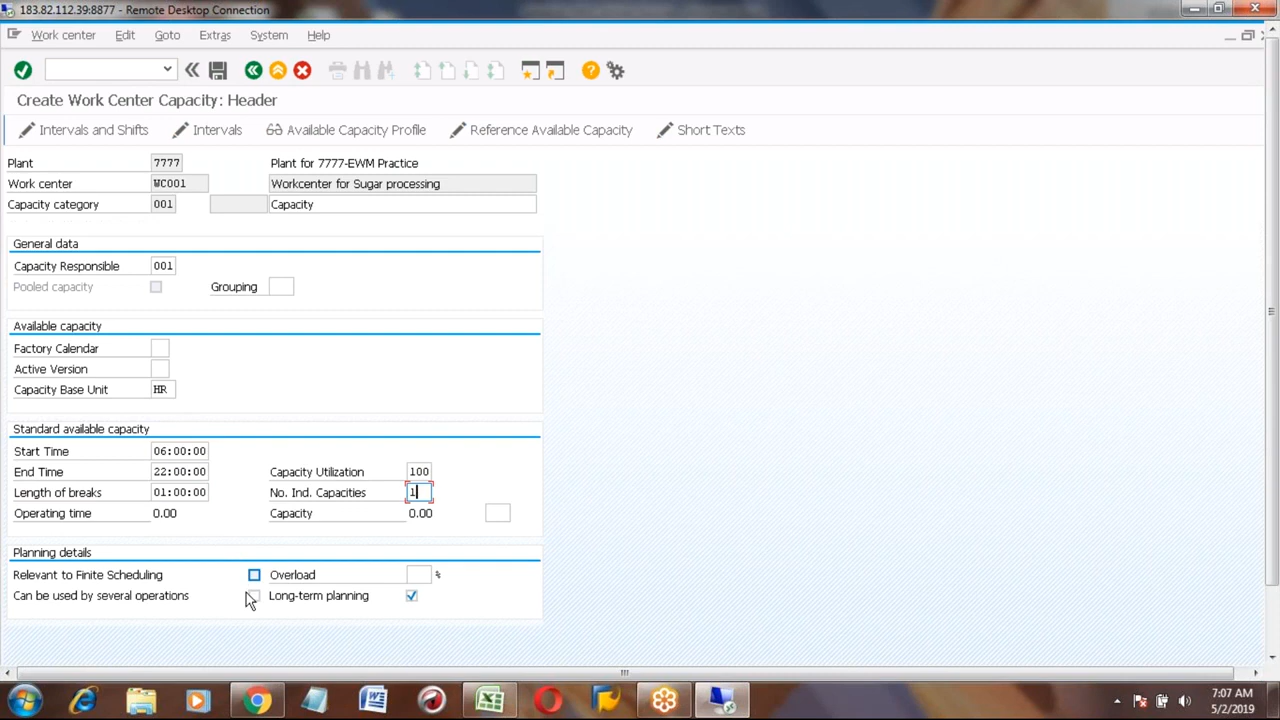 183.82.112.39:8877 - Remote Desktop Connection
Work center Edit Goto Extras System Help
Create Work Center Capacity: Header
Intervals and Shifts Intervals Available Capacity Profile Reference Available Capacity Short Texts
Plant 7777 Plant for 7777-EWM Practice
Work center WC001 Workcenter for Sugar processing
Capacity category 001 Capacity
General data
Capacity Responsible 001
Pooled capacity Grouping
Available capacity
Factory Calendar
Active Version
Capacity Base Unit HR
Standard available capacity
Start Time 06:00:00
End Time 22:00:00 Capacity Utilization 100
Length of breaks 01:00:00 No. Ind. Capacities 1
Operating time 0.00 Capacity 0.00
Planning details
Relevant to Finite Scheduling Overload %
Can be used by several operations Long-term planning
7:07 AM
5/2/2019